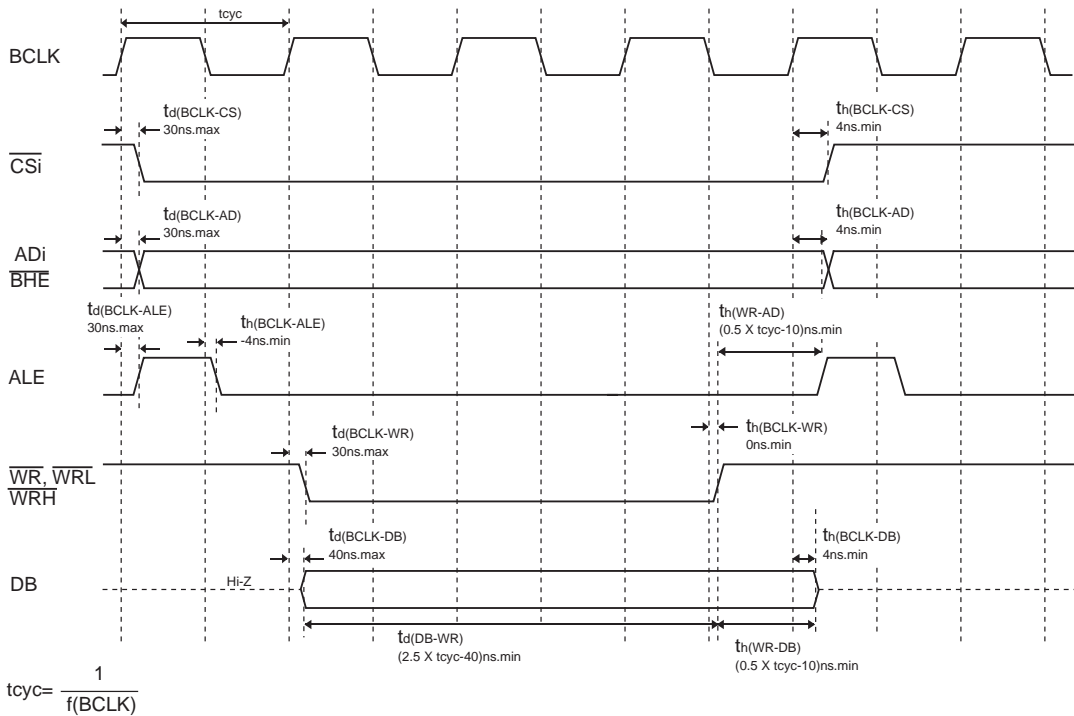 tcyc
BCLK
td(BCLK-CS)
30ns.max
th(BCLK-CS)
4ns.min
CSi
td(BCLK-AD)
30ns.max
th(BCLK-AD)
4ns.min
ADi
BHE
td(BCLK-ALE)
30ns.max
th(BCLK-ALE)
-4ns.min
th(WR-AD)
(0.5 X tcyc-10)ns.min
ALE
td(BCLK-WR)
30ns.max
th(BCLK-WR)
0ns.min
WR, WRL
WRH
td(BCLK-DB)
40ns.max
th(BCLK-DB)
4ns.min
DB
Hi-Z
td(DB-WR)
(2.5 X tcyc-40)ns.min
th(WR-DB)
(0.5 X tcyc-10)ns.min
tcyc= 1
f(BCLK)